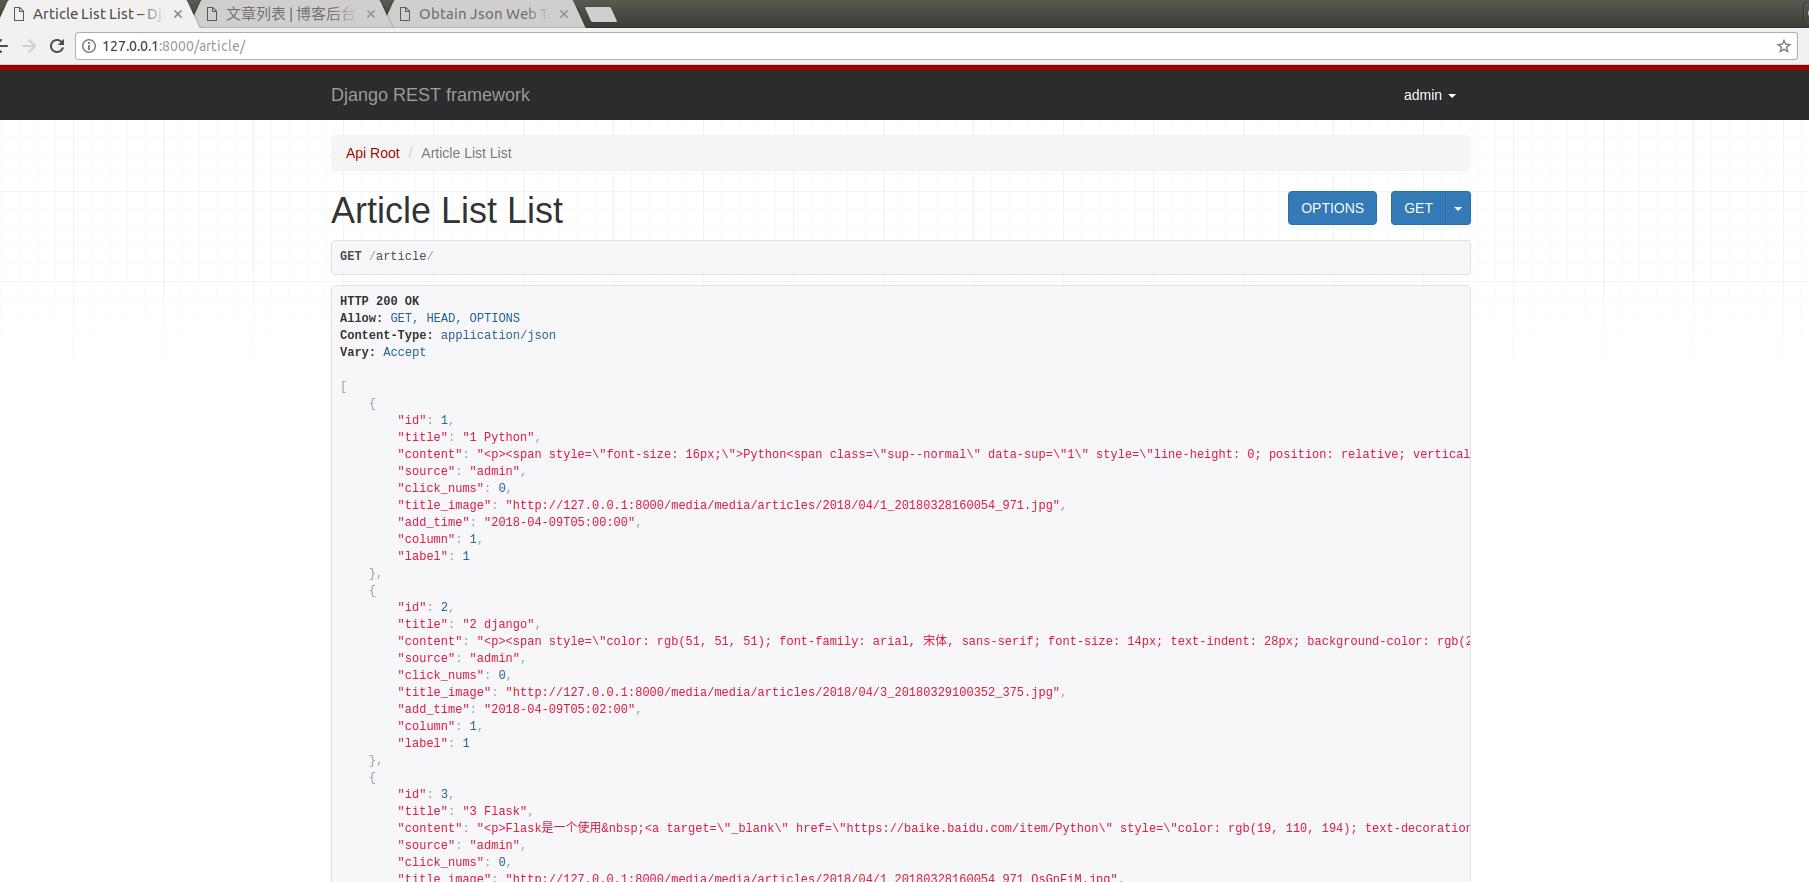 Article List List – Dj
文章列表 | 博客后台
Obtain Json Web T
127.0.0.1:8000/article/
Django REST framework
admin
Api Root / Article List List
Article List List
OPTIONS
GET
GET /article/
HTTP 200 OK
Allow: GET, HEAD, OPTIONS
Content-Type: application/json
Vary: Accept
[
{
"id": 1,
"title": "1 Python",
"content": "<p><span style=\"font-size: 16px;\">Python<span class=\"sup--normal\" data-sup=\"1\" style=\"line-height: 0; position: relative; vertical
"source": "admin",
"click_nums": 0,
"title_image": "http://127.0.0.1:8000/media/media/articles/2018/04/1_20180328160054_971.jpg",
"add_time": "2018-04-09T05:00:00",
"column": 1,
"label": 1
},
{
"id": 2,
"title": "2 django",
"content": "<p><span style=\"color: rgb(51, 51, 51); font-family: arial, 宋体, sans-serif; font-size: 14px; text-indent: 28px; background-color: rgb(2
"source": "admin",
"click_nums": 0,
"title_image": "http://127.0.0.1:8000/media/media/articles/2018/04/3_20180329100352_375.jpg",
"add_time": "2018-04-09T05:02:00",
"column": 1,
"label": 1
},
{
"id": 3,
"title": "3 Flask",
"content": "<p>Flask是一个使用&nbsp;<a target=\"_blank\" href=\"https://baike.baidu.com/item/Python\" style=\"color: rgb(19, 110, 194); text-decoration
"source": "admin",
"click_nums": 0,
"title_image": "http://127.0.0.1:8000/media/media/articles/2018/04/1_20180328160054_971_QsGnFiM.jpg",